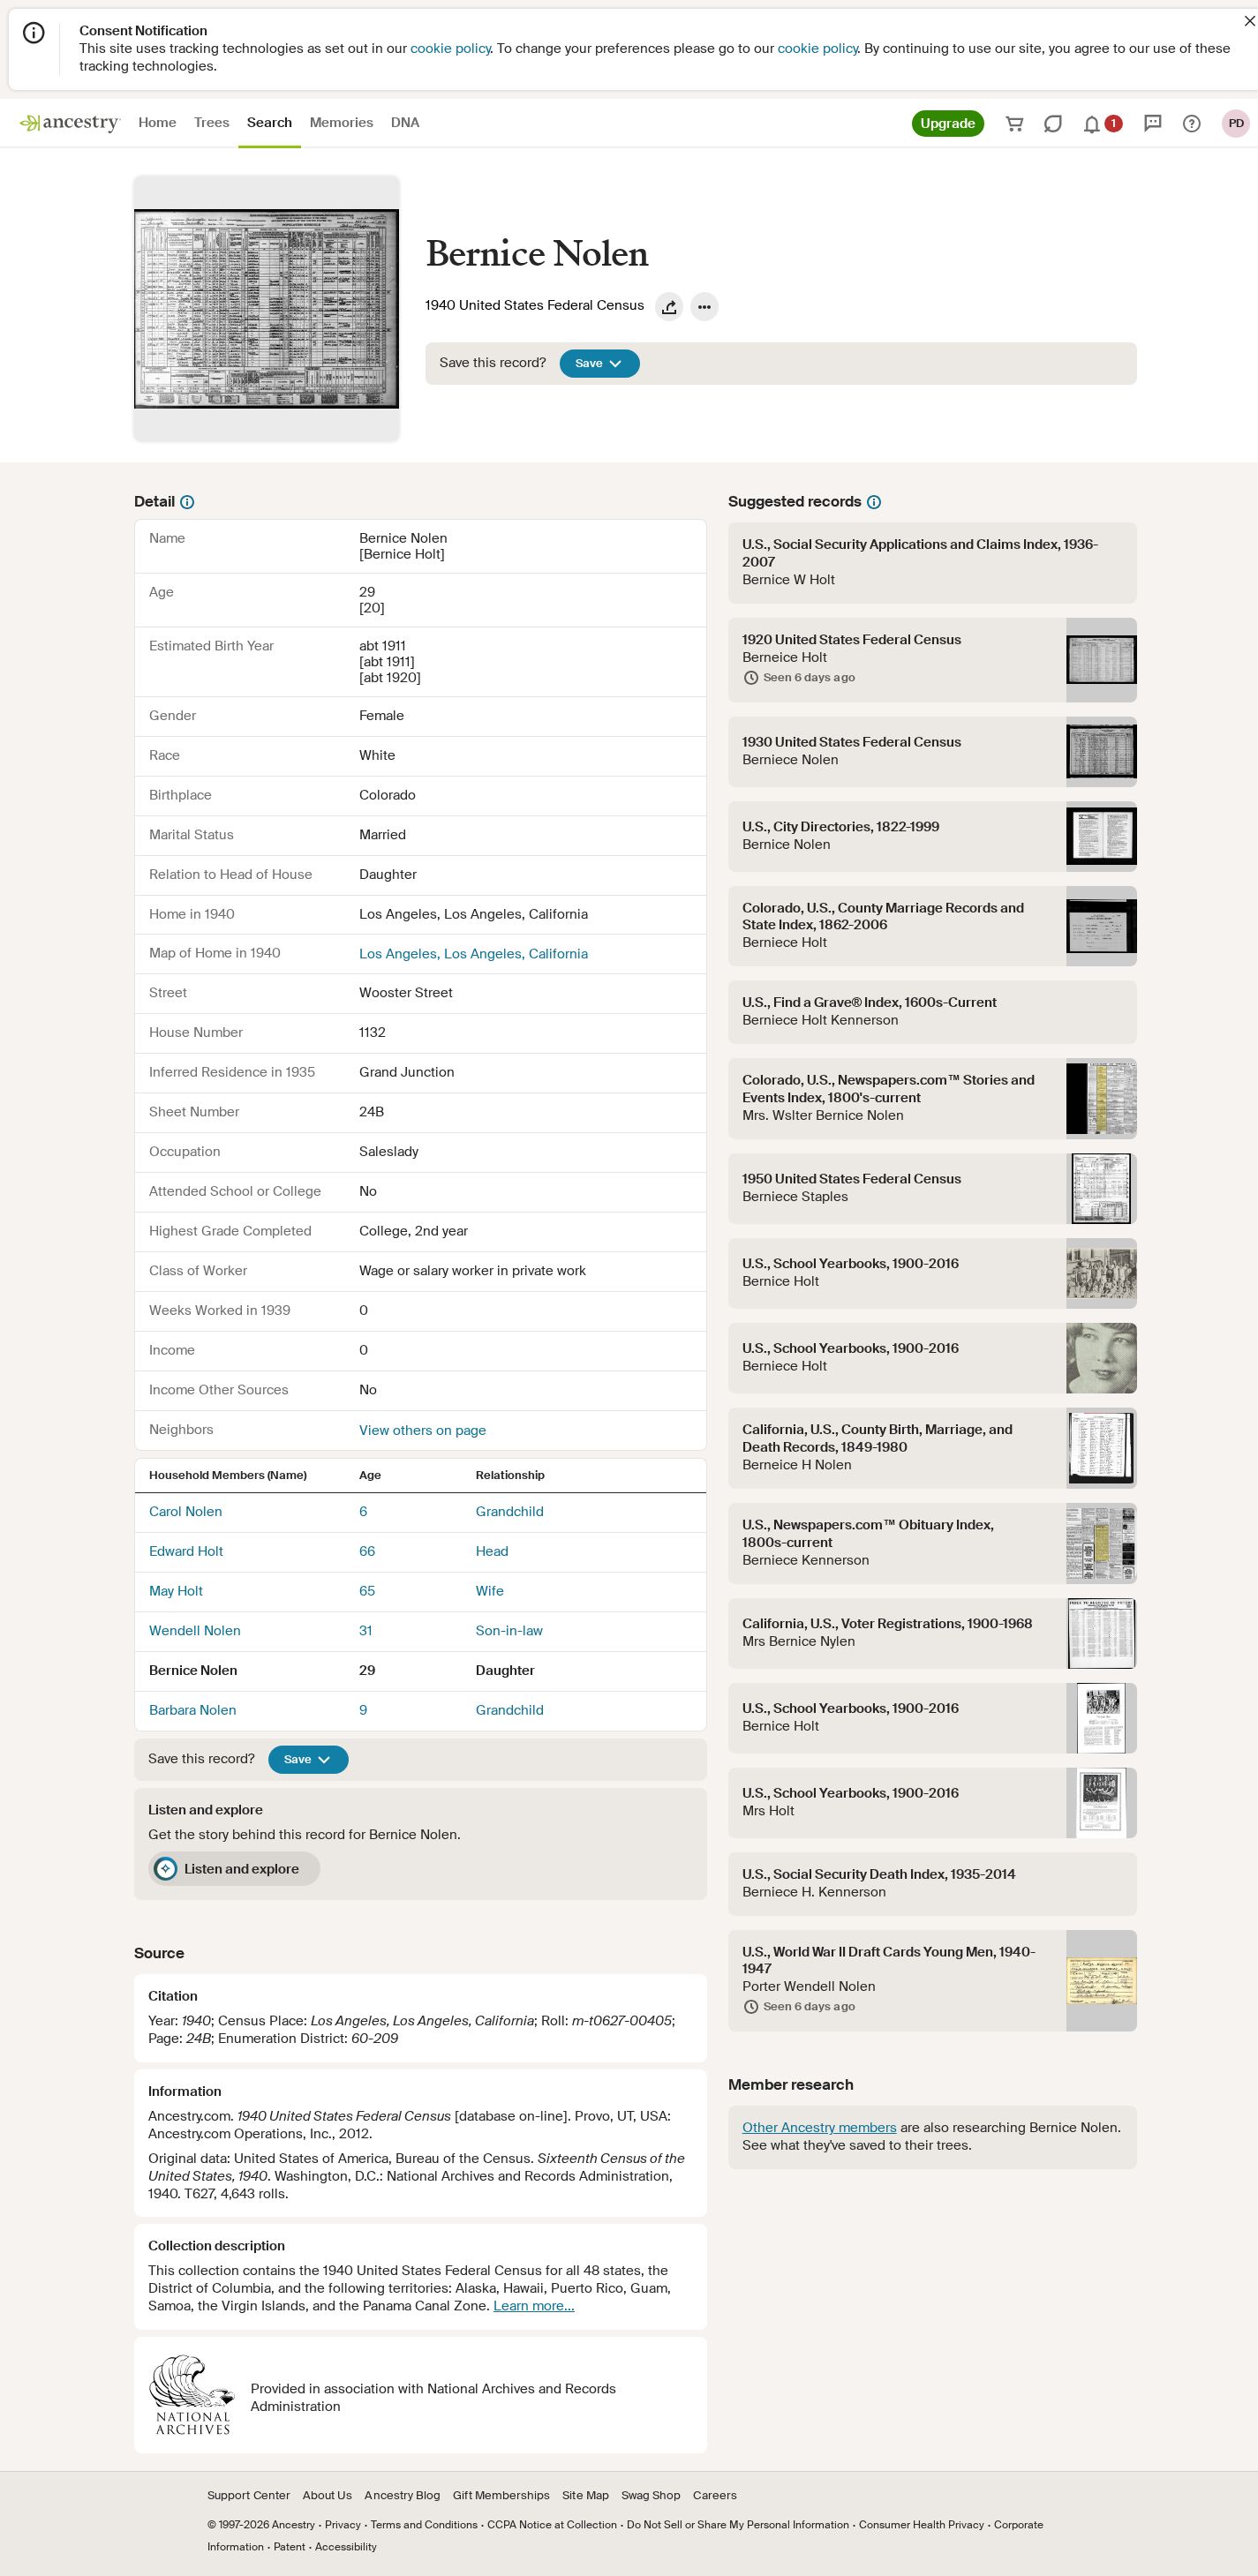 Consent Notification
This site uses tracking technologies as set out in our cookie policy. To change your preferences please go to our cookie policy. By continuing to use our site, you agree to our use of these
tracking technologies.
ancestry
Home Trees Search Memories DNA
Upgrade
1
PD
Bernice Nolen
1940 United States Federal Census
Save this record? Save
Detail
Name Bernice Nolen
[Bernice Holt]
Age 29
[20]
Estimated Birth Year abt 1911
[abt 1911]
[abt 1920]
Gender Female
Race White
Birthplace Colorado
Marital Status Married
Relation to Head of House Daughter
Home in 1940 Los Angeles, Los Angeles, California
Map of Home in 1940 Los Angeles, Los Angeles, California
Street Wooster Street
House Number 1132
Inferred Residence in 1935 Grand Junction
Sheet Number 24B
Occupation Saleslady
Attended School or College No
Highest Grade Completed College, 2nd year
Class of Worker Wage or salary worker in private work
Weeks Worked in 1939 0
Income 0
Income Other Sources No
Neighbors View others on page
Household Members (Name) Age Relationship
Carol Nolen 6 Grandchild
Edward Holt 66 Head
May Holt 65 Wife
Wendell Nolen 31 Son-in-law
Bernice Nolen 29 Daughter
Barbara Nolen 9 Grandchild
Save this record? Save
Listen and explore
Get the story behind this record for Bernice Nolen.
Listen and explore
Source
Citation
Year: 1940; Census Place: Los Angeles, Los Angeles, California; Roll: m-t0627-00405;
Page: 24B; Enumeration District: 60-209
Information
Ancestry.com. 1940 United States Federal Census [database on-line]. Provo, UT, USA:
Ancestry.com Operations, Inc., 2012.
Original data: United States of America, Bureau of the Census. Sixteenth Census of the
United States, 1940. Washington, D.C.: National Archives and Records Administration,
1940. T627, 4,643 rolls.
Collection description
This collection contains the 1940 United States Federal Census for all 48 states, the
District of Columbia, and the following territories: Alaska, Hawaii, Puerto Rico, Guam,
Samoa, the Virgin Islands, and the Panama Canal Zone. Learn more...
NATIONAL
ARCHIVES
Provided in association with National Archives and Records
Administration
Suggested records
U.S., Social Security Applications and Claims Index, 1936-
2007
Bernice W Holt
1920 United States Federal Census
Berneice Holt
Seen 6 days ago
1930 United States Federal Census
Berniece Nolen
U.S., City Directories, 1822-1999
Bernice Nolen
Colorado, U.S., County Marriage Records and
State Index, 1862-2006
Berniece Holt
U.S., Find a Grave® Index, 1600s-Current
Berniece Holt Kennerson
Colorado, U.S., Newspapers.com™ Stories and
Events Index, 1800's-current
Mrs. Wslter Bernice Nolen
1950 United States Federal Census
Berniece Staples
U.S., School Yearbooks, 1900-2016
Bernice Holt
U.S., School Yearbooks, 1900-2016
Berniece Holt
California, U.S., County Birth, Marriage, and
Death Records, 1849-1980
Berneice H Nolen
U.S., Newspapers.com™ Obituary Index,
1800s-current
Berniece Kennerson
California, U.S., Voter Registrations, 1900-1968
Mrs Bernice Nylen
U.S., School Yearbooks, 1900-2016
Bernice Holt
U.S., School Yearbooks, 1900-2016
Mrs Holt
U.S., Social Security Death Index, 1935-2014
Berniece H. Kennerson
U.S., World War II Draft Cards Young Men, 1940-
1947
Porter Wendell Nolen
Seen 6 days ago
Member research
Other Ancestry members are also researching Bernice Nolen.
See what they've saved to their trees.
Support Center About Us Ancestry Blog Gift Memberships Site Map Swag Shop Careers
© 1997-2026 Ancestry · Privacy · Terms and Conditions · CCPA Notice at Collection · Do Not Sell or Share My Personal Information · Consumer Health Privacy · Corporate
Information · Patent · Accessibility